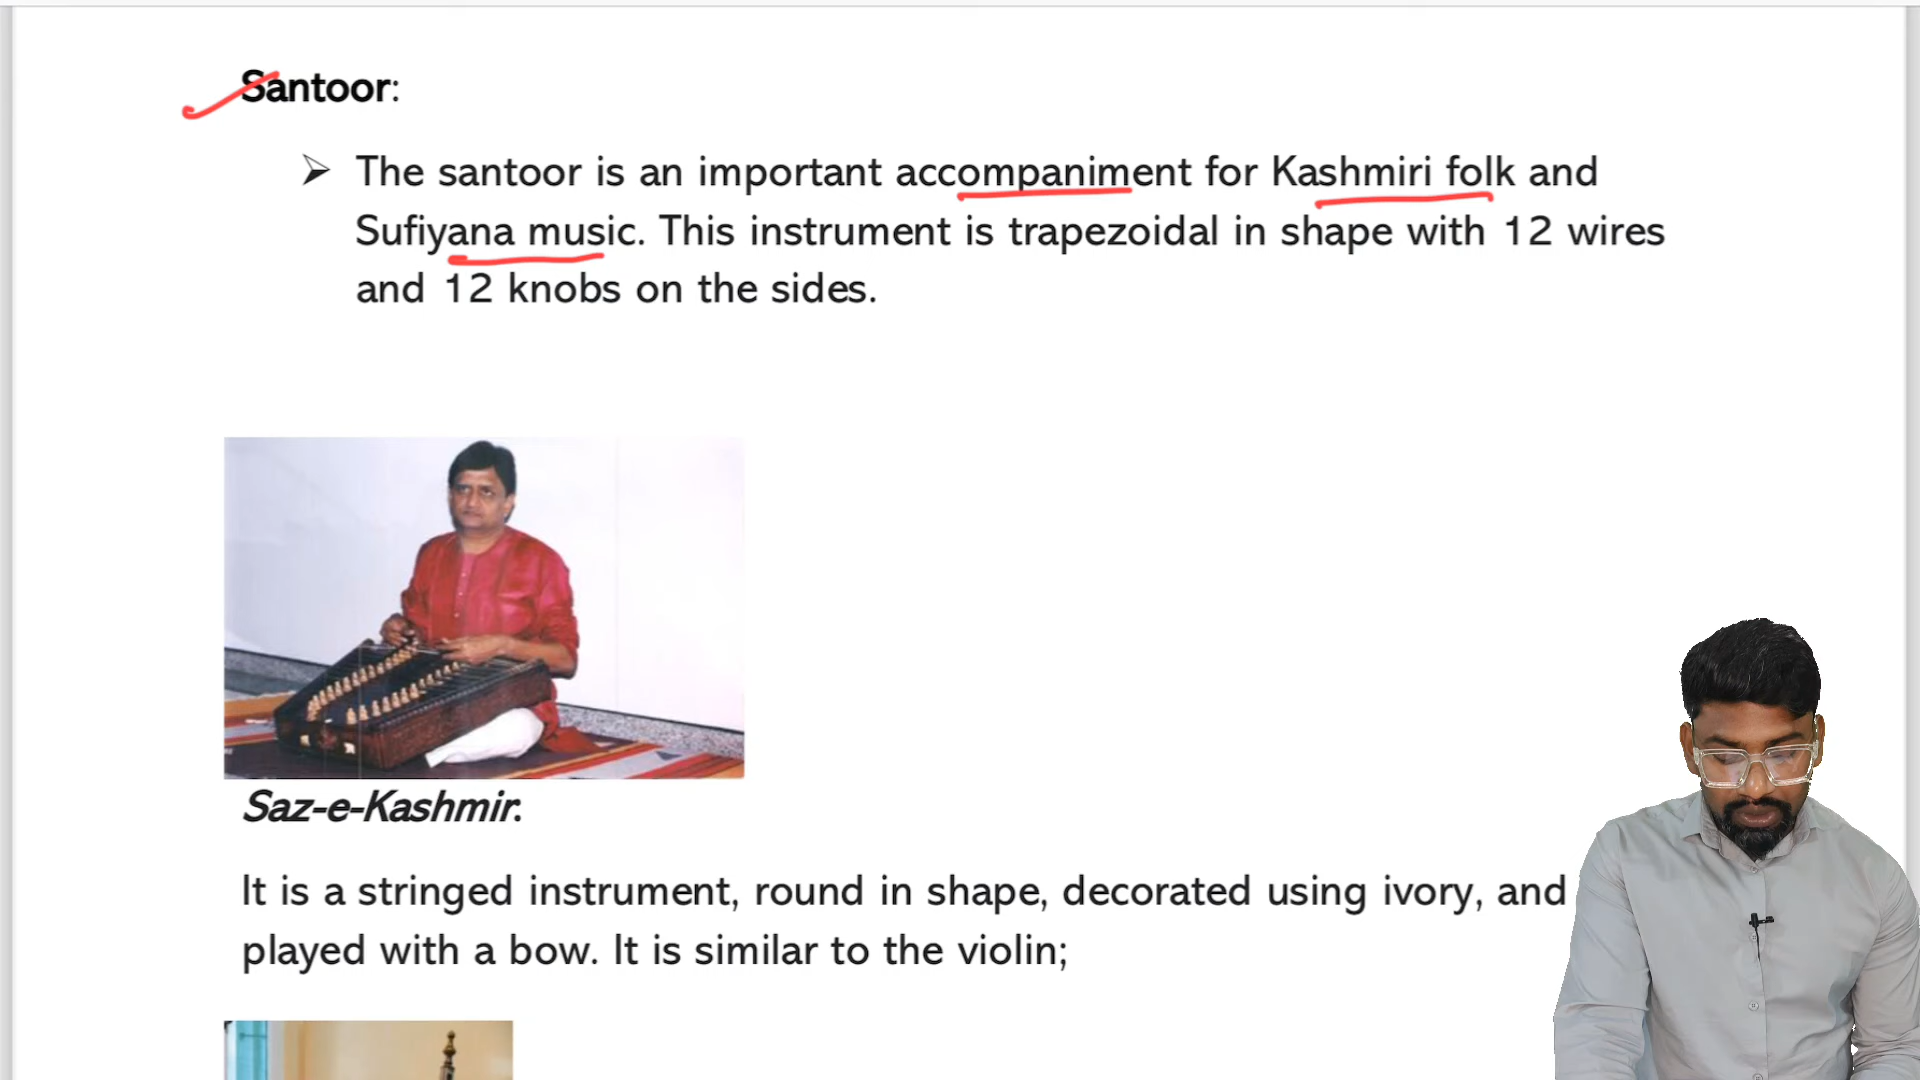 Santoor:
➢ The santoor is an important accompaniment for Kashmiri folk and
Sufiyana music. This instrument is trapezoidal in shape with 12 wires
and 12 knobs on the sides.
Saz-e-Kashmir:
It is a stringed instrument, round in shape, decorated using ivory, and
played with a bow. It is similar to the violin;